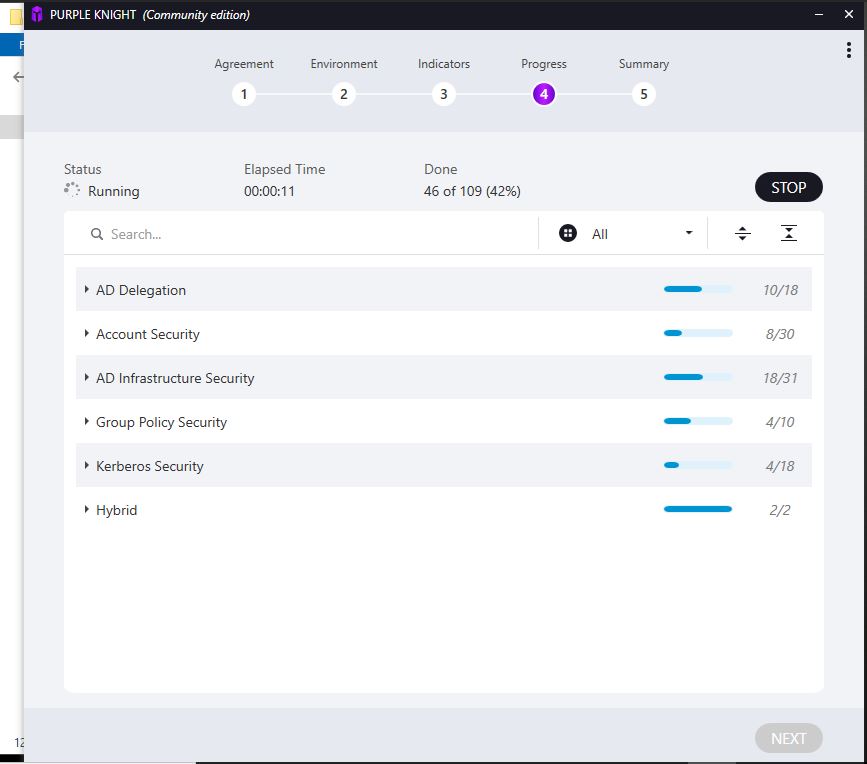 PURPLE KNIGHT (Community edition)
Agreement Environment Indicators Progress Summary
1 2 3 4 5
Status Elapsed Time Done
Running 00:00:11 46 of 109 (42%)
STOP
Search... All
AD Delegation 10/18
Account Security 8/30
AD Infrastructure Security 18/31
Group Policy Security 4/10
Kerberos Security 4/18
Hybrid 2/2
12
NEXT